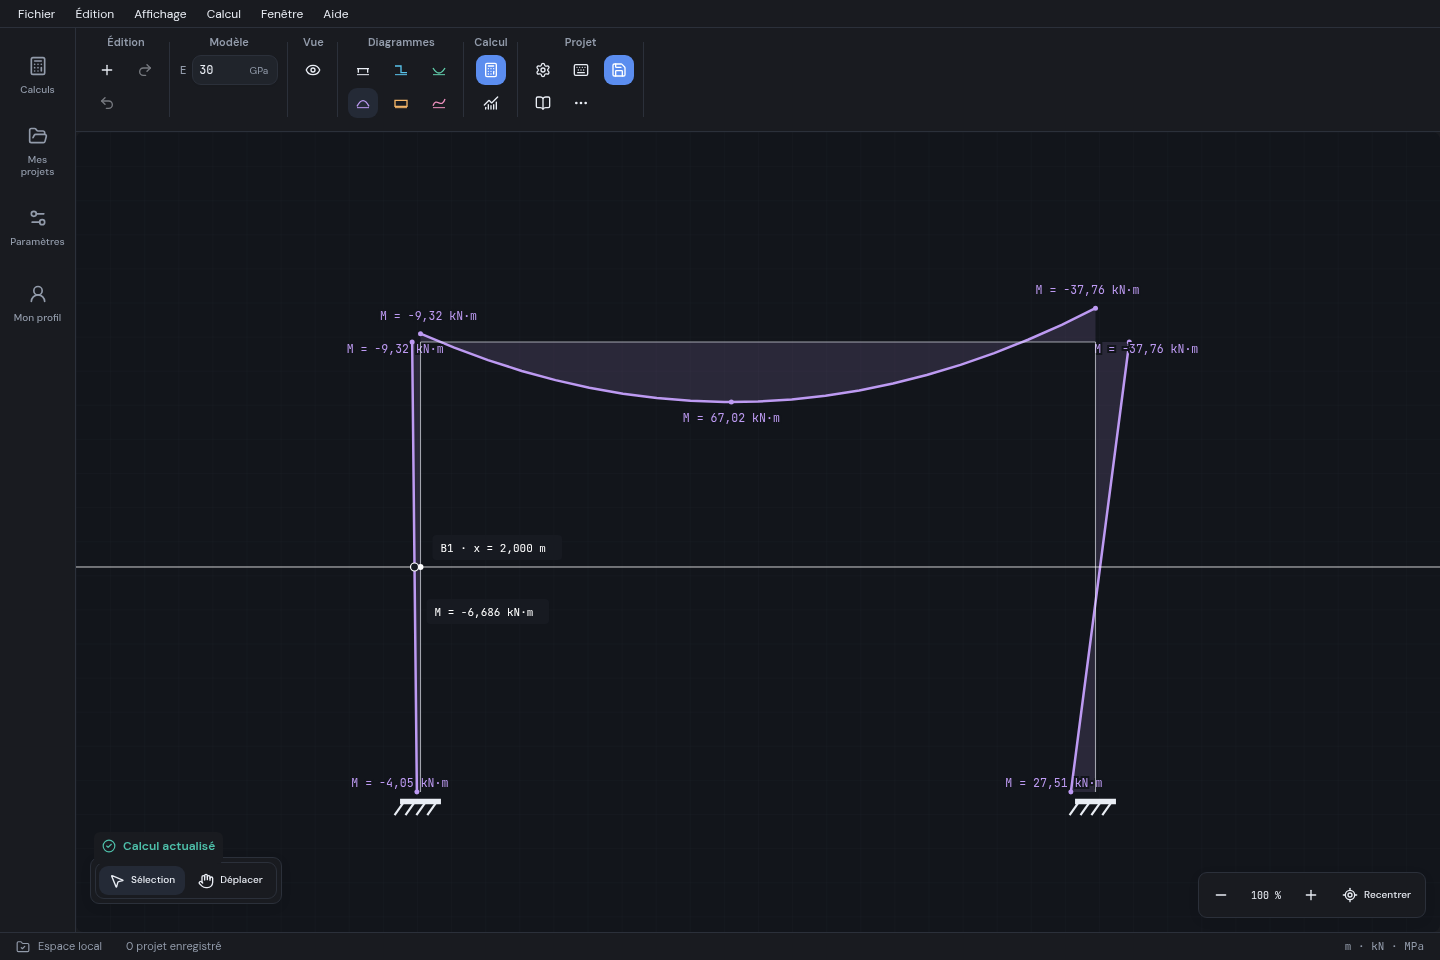 Fichier Édition Affichage Calcul Fenêtre Aide
Édition Modèle Vue Diagrammes Calcul Projet
E 30 GPa
Calculs
Mes projets
Paramètres
Mon profil
M = -37,76 kN·m
M = -9,32 kN·m
M = -9,32 kN·m
M = -37,76 kN·m
M = 67,02 kN·m
B1 · x = 2,000 m
M = -6,686 kN·m
M = -4,05 kN·m
M = 27,51 kN·m
Calcul actualisé
Sélection Déplacer
100 % Recentrer
Espace local 0 projet enregistré m · kN · MPa